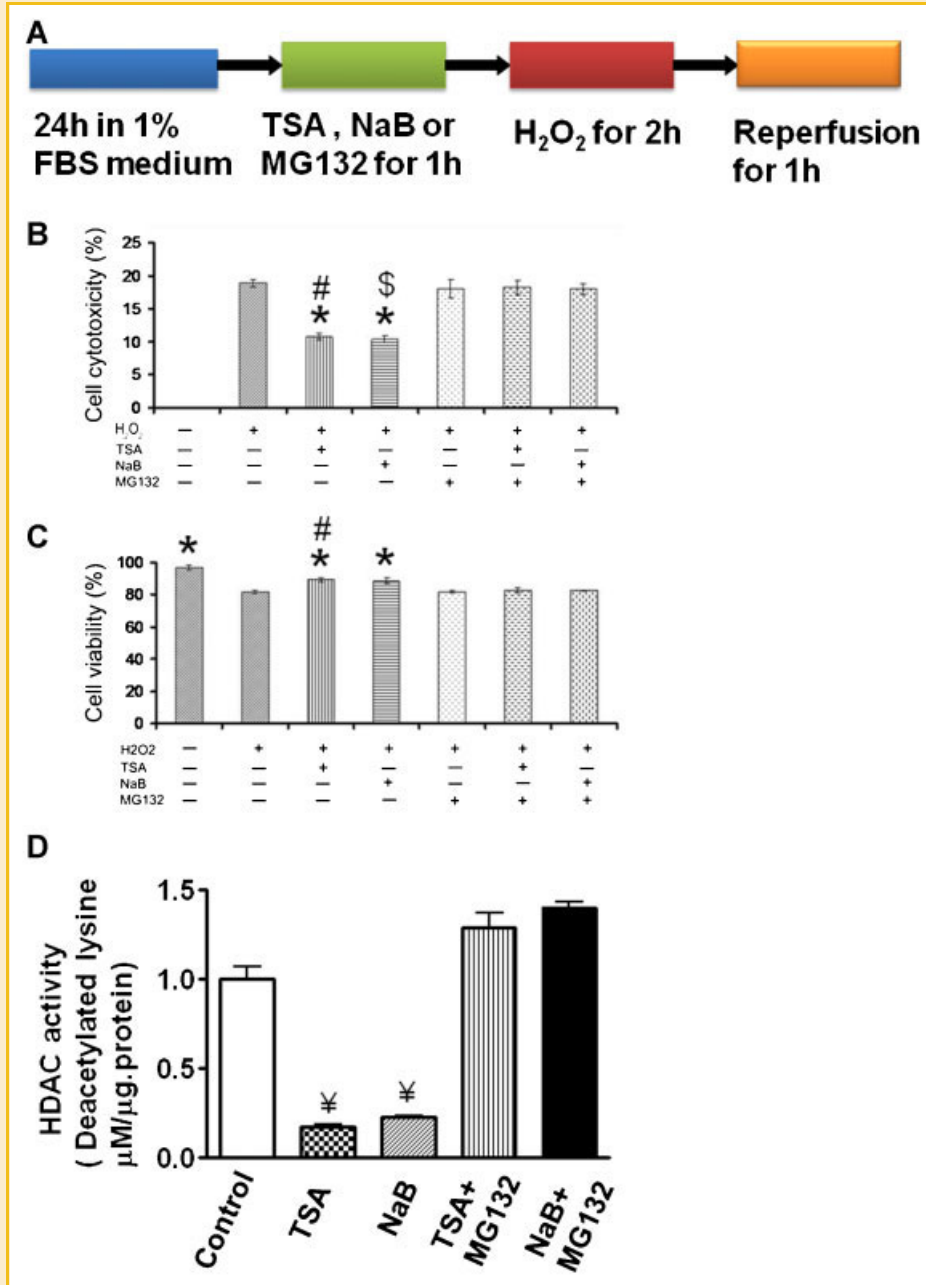 A
24h in 1%
FBS medium
TSA , NaB or
MG132 for 1h
H₂O₂ for 2h
Reperfusion
for 1h
B
Cell cytotoxicity (%)
25
20
15
10
5
0
# $
* *
H₂O₂ — + + + + + +
TSA — — + — — + —
NaB — — — + — — +
MG132 — — — — + + +
C
Cell viability (%)
100
80
60
40
20
0
#
* * *
H2O2 — + + + + + +
TSA — — + — — + —
NaB — — — + — — +
MG132 — — — — + + +
D
HDAC activity
( Deacetylated lysine
µM/µg.protein)
1.5
1.0
0.5
0.0
¥ ¥
Control
TSA
NaB
TSA+
MG132
NaB+
MG132